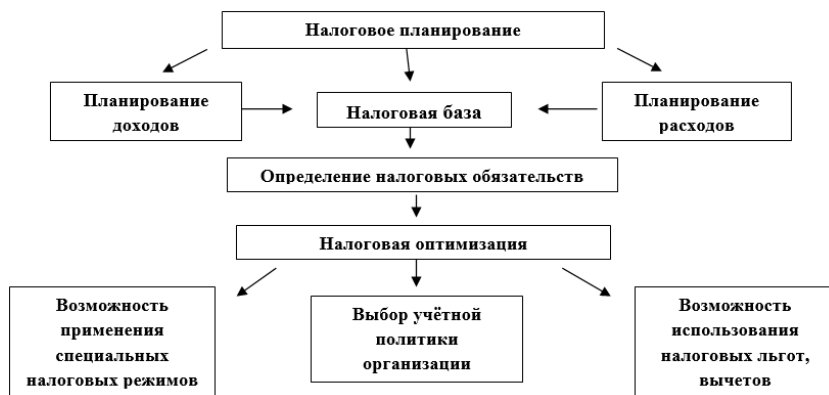 Налоговое планирование
Планирование
доходов
Налоговая база
Планирование
расходов
Определение налоговых обязательств
Налоговая оптимизация
Возможность
применения
специальных
налоговых режимов
Выбор учётной
политики
организации
Возможность
использования
налоговых льгот,
вычетов